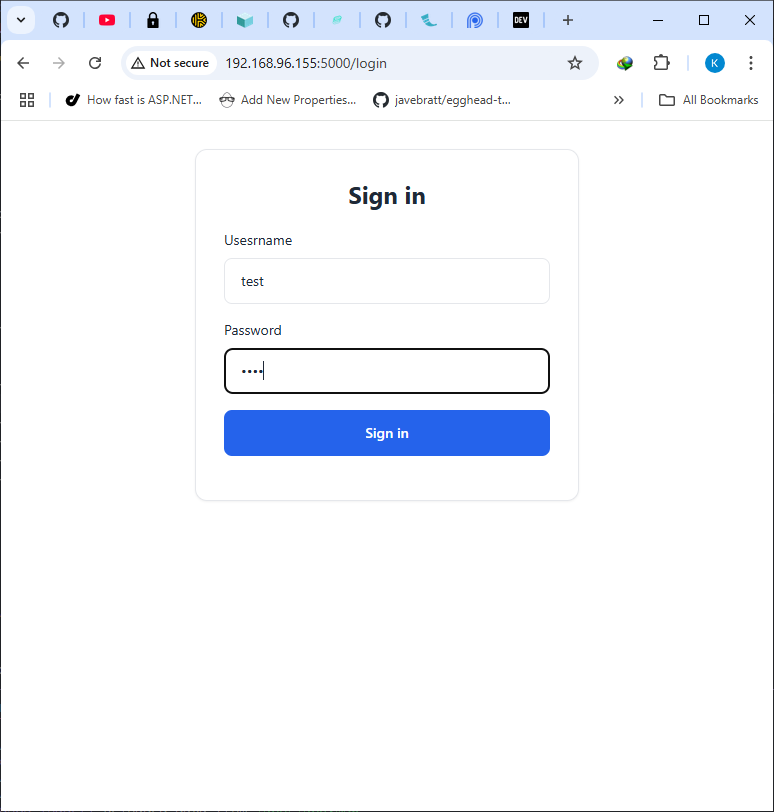 DEV
Not secure 192.168.96.155:5000/login K
How fast is ASP.NET... Add New Properties... javebratt/egghead-t... » All Bookmarks
Sign in
Usesrname
test
Password
••••
Sign in